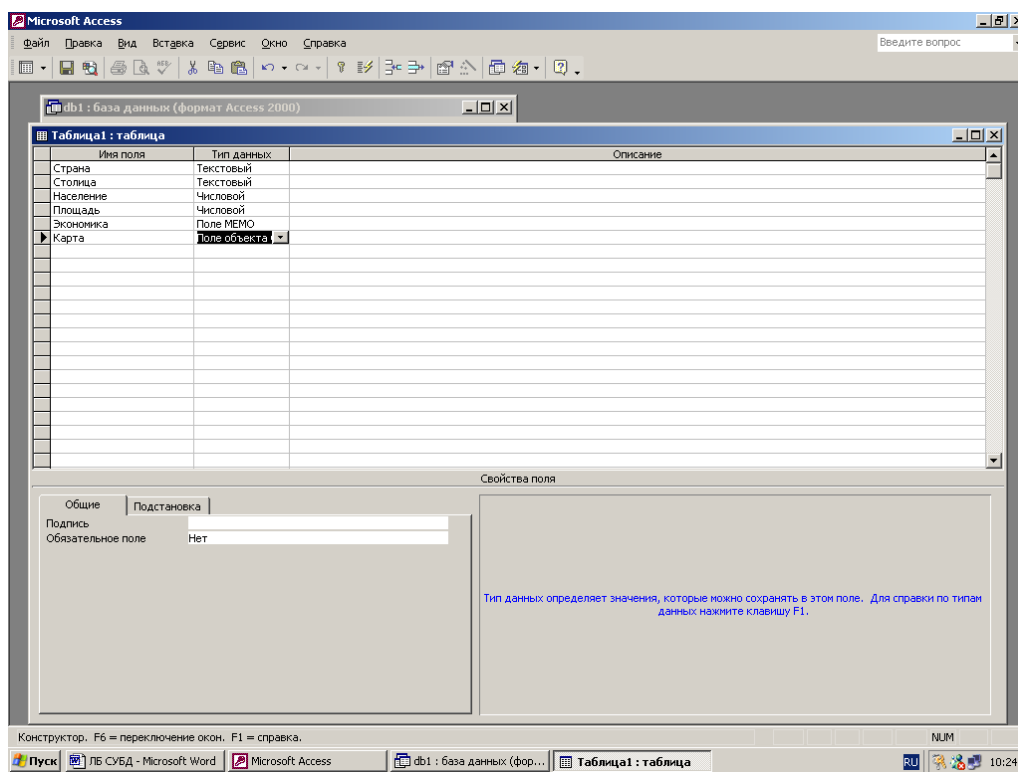 Microsoft Access
Файл Правка Вид Вставка Сервис Окно Справка Введите вопрос
db1 : база данных (формат Access 2000)
Таблица1 : таблица
Имя поля Тип данных Описание
Страна Текстовый
Столица Текстовый
Население Числовой
Площадь Числовой
Экономика Поле МЕМО
Карта Поле объекта
Свойства поля
Общие Подстановка
Подпись
Обязательное поле Нет
Тип данных определяет значения, которые можно сохранять в этом поле. Для справки по типам
данных нажмите клавишу F1.
Конструктор. F6 = переключение окон. F1 = справка. NUM
Пуск ЛБ СУБД - Microsoft Word Microsoft Access db1 : база данных (фор... Таблица1 : таблица RU 10:24